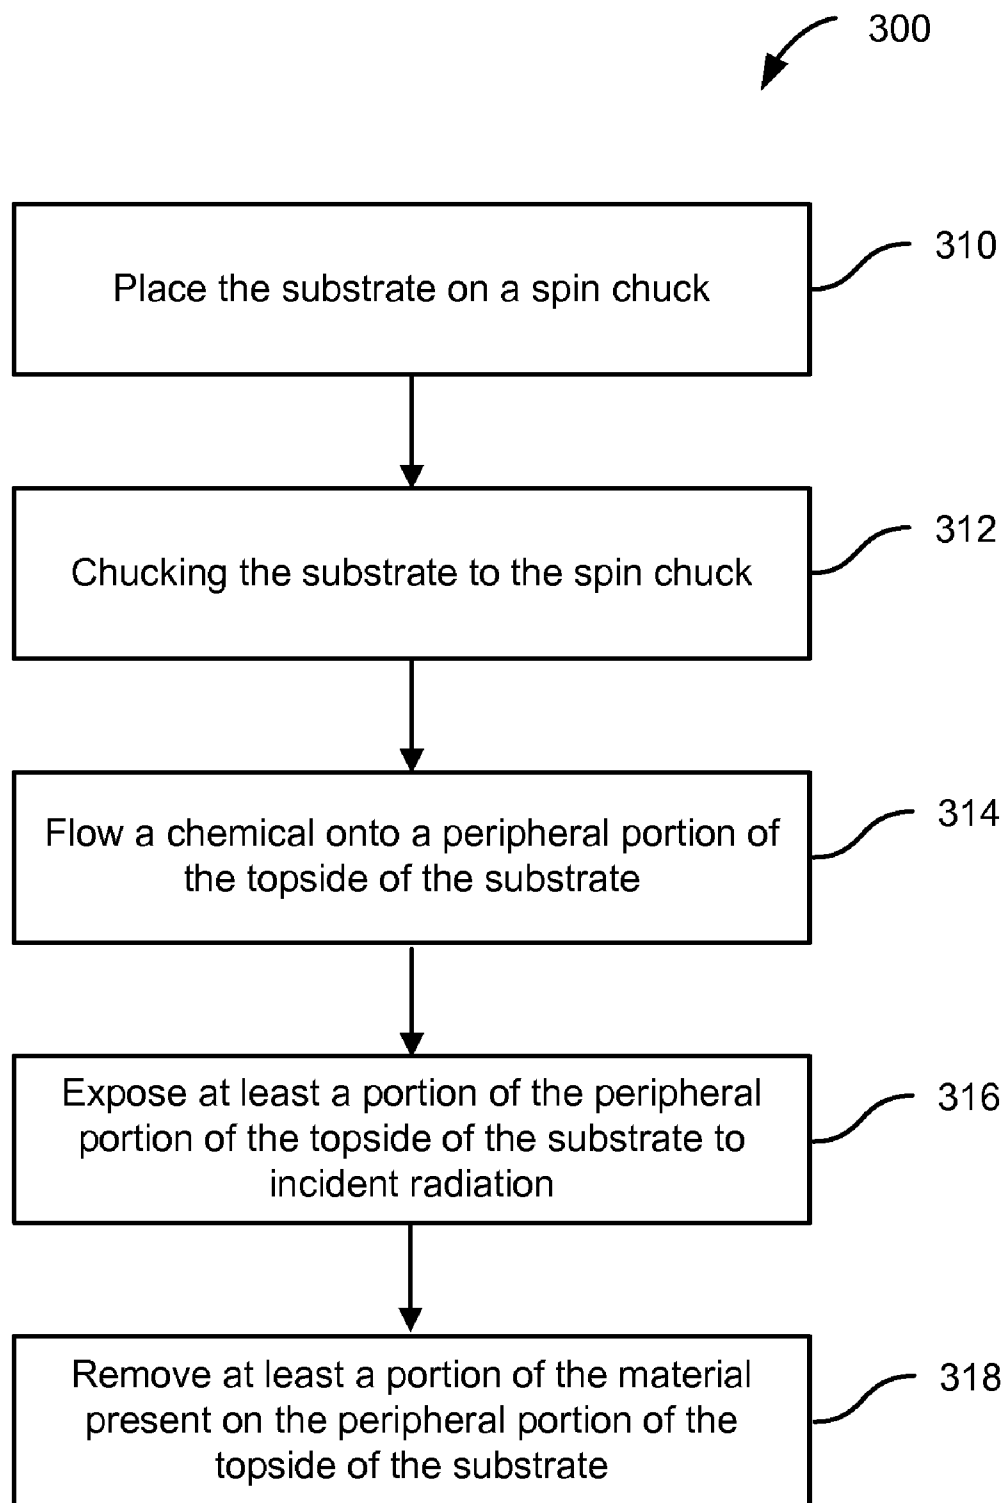 300
Place the substrate on a spin chuck
310
Chucking the substrate to the spin chuck
312
Flow a chemical onto a peripheral portion of
the topside of the substrate
314
Expose at least a portion of the peripheral
portion of the topside of the substrate to
incident radiation
316
Remove at least a portion of the material
present on the peripheral portion of the
topside of the substrate
318